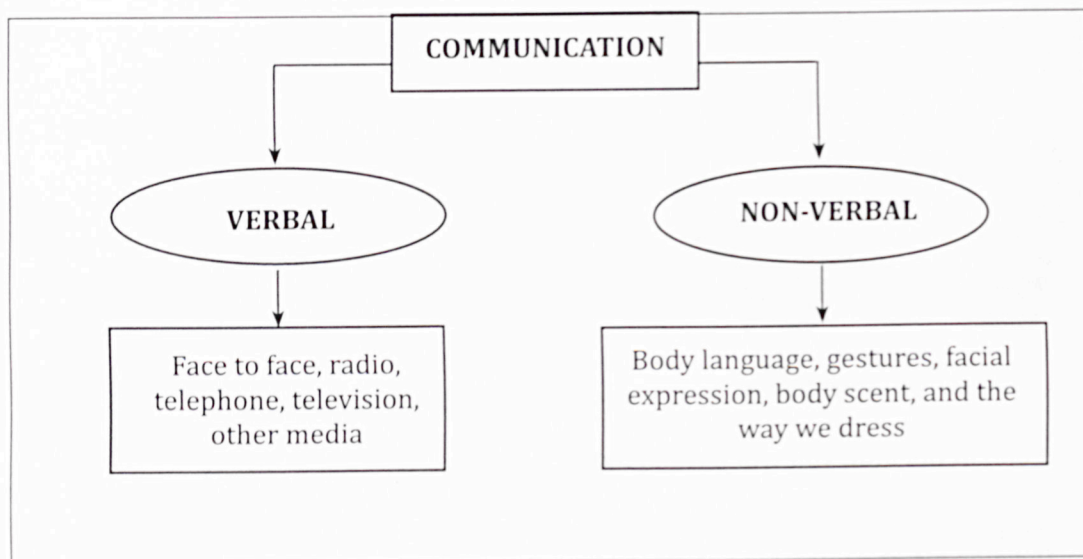 COMMUNICATION
VERBAL
NON-VERBAL
Face to face, radio,
telephone, television,
other media
Body language, gestures, facial
expression, body scent, and the
way we dress